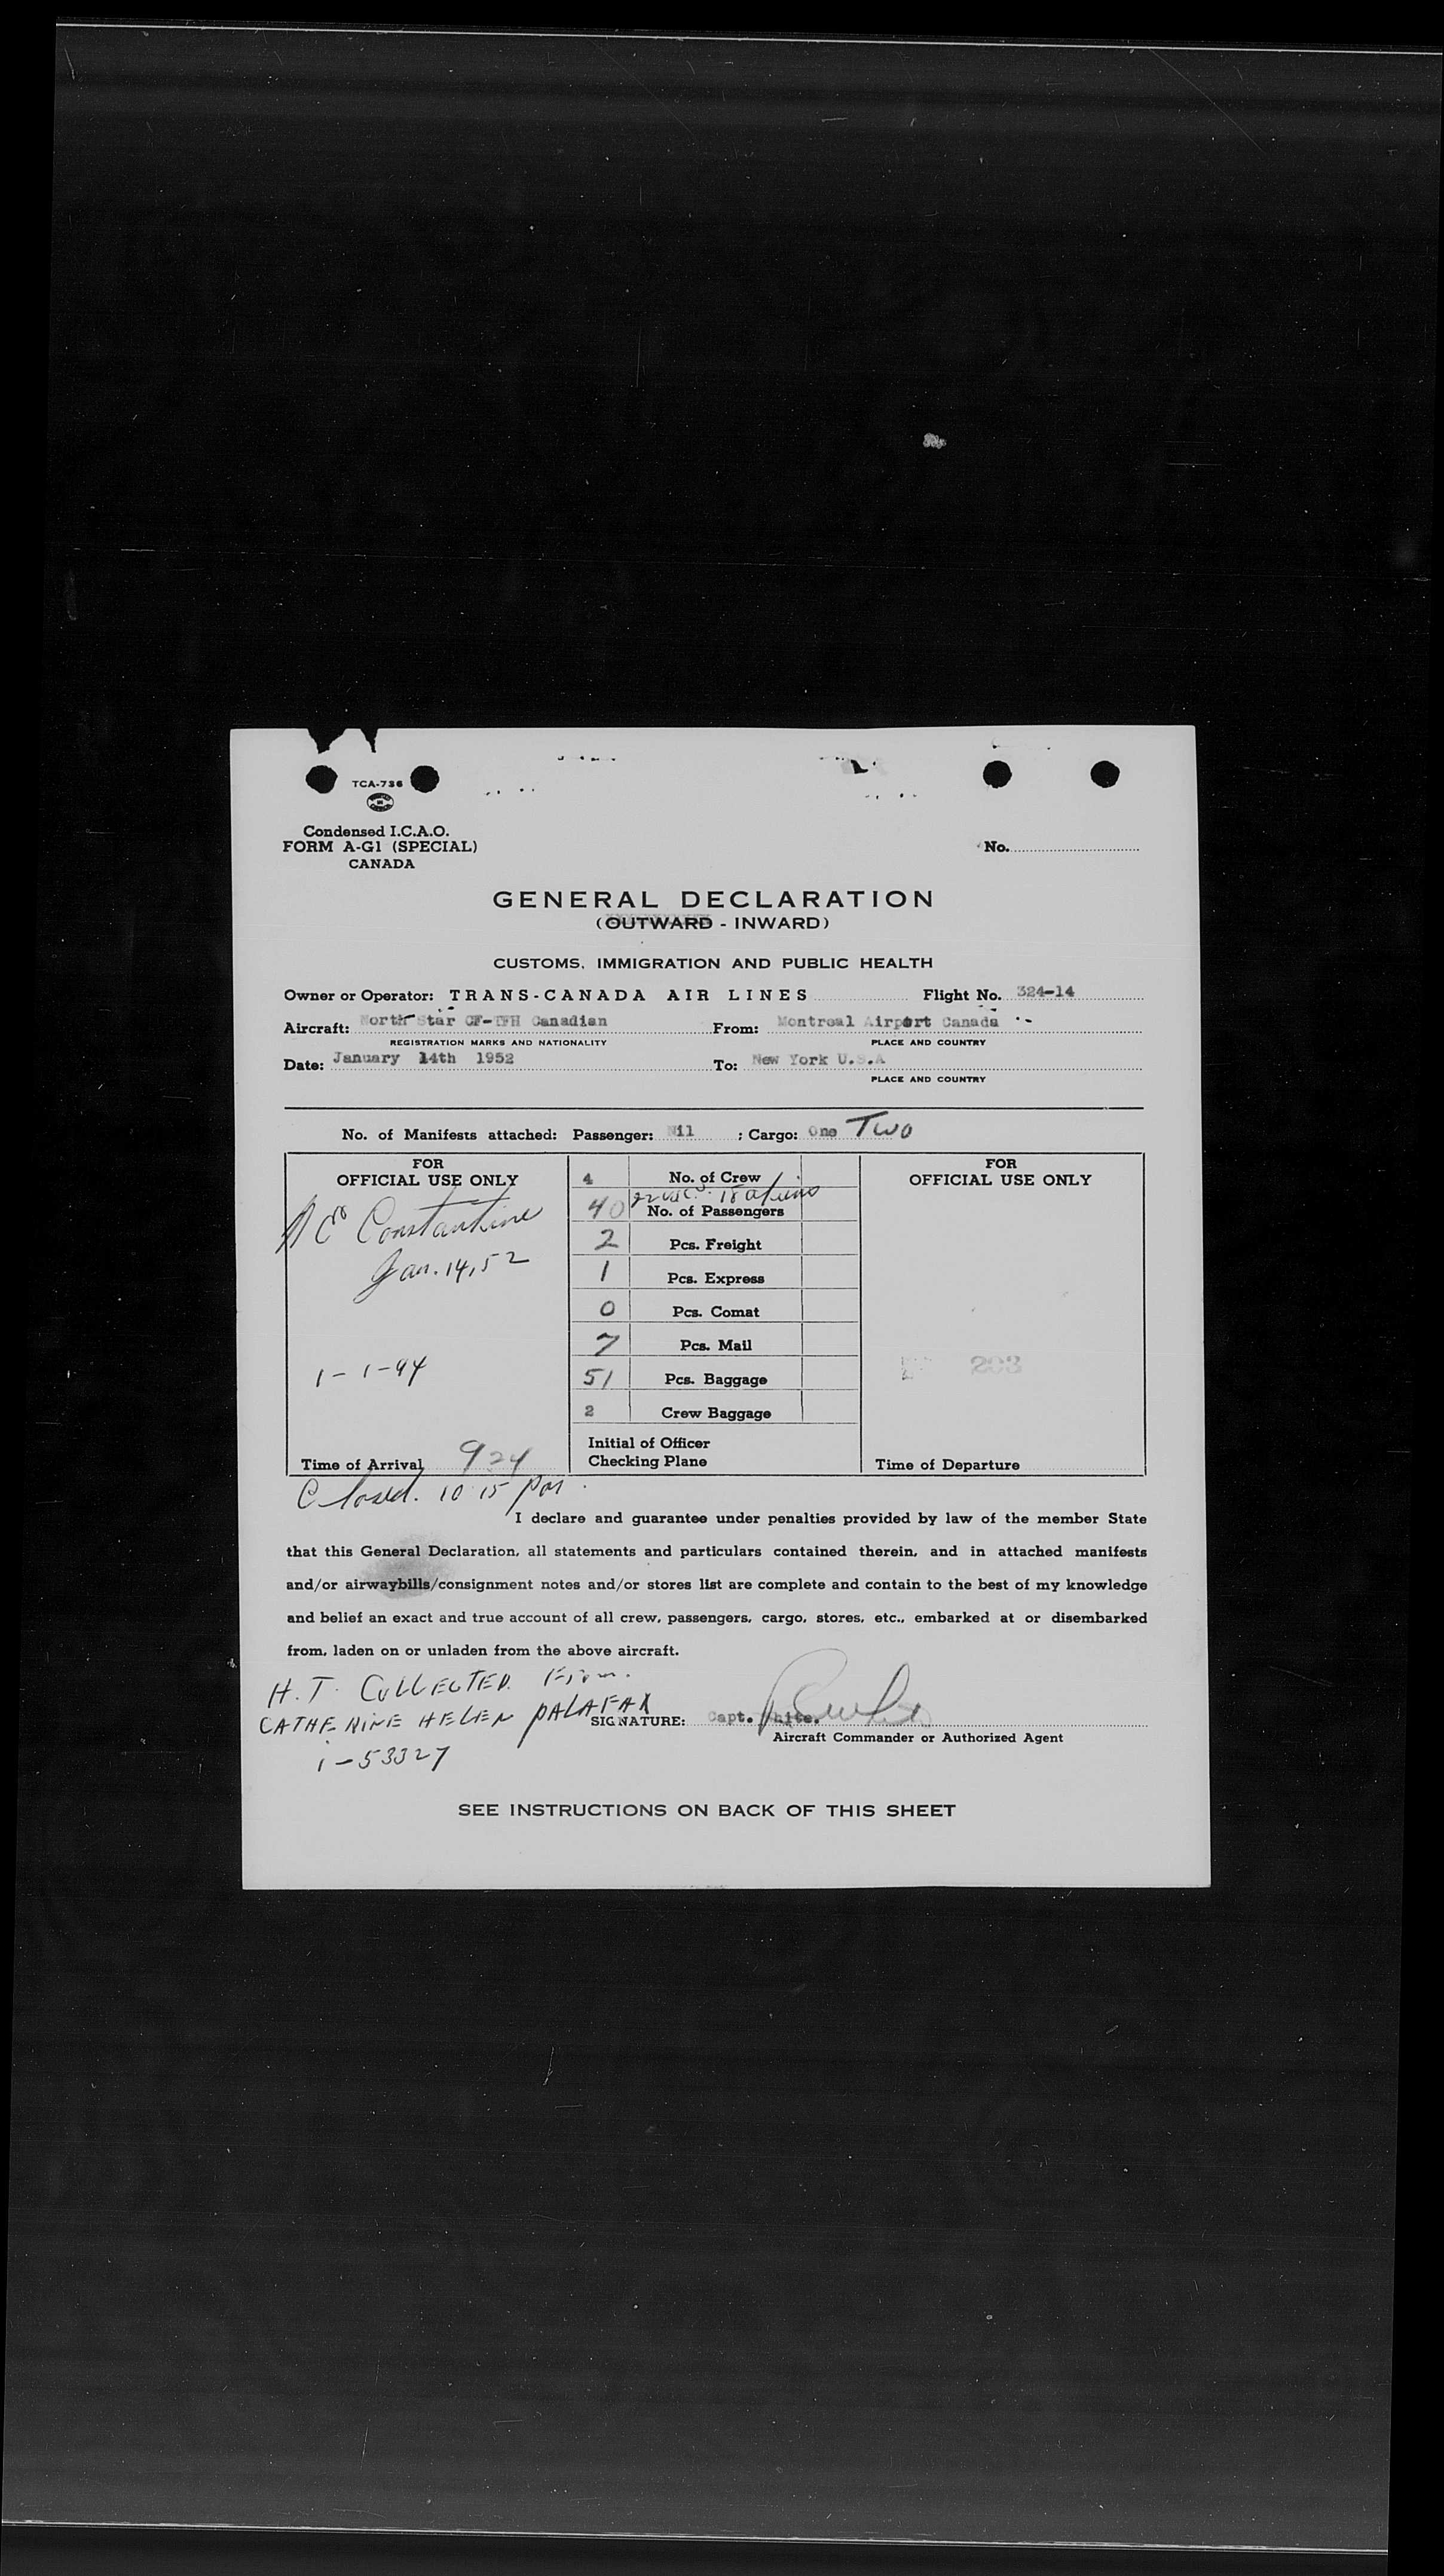 TCA-736
Condensed I.C.A.O.
FORM A-G1 (SPECIAL)
CANADA
No.
GENERAL DECLARATION
(OUTWARD - INWARD)
CUSTOMS, IMMIGRATION AND PUBLIC HEALTH
Owner or Operator: TRANS-CANADA AIR LINES Flight No. 324-14
Aircraft: North Star CF-TFH Canadian From: Montreal Airport Canada
REGISTRATION MARKS AND NATIONALITY PLACE AND COUNTRY
Date: January 14th 1952 To: New York U.S.A
PLACE AND COUNTRY
No. of Manifests attached: Passenger: Nil ; Cargo: One Two
FOR
OFFICIAL USE ONLY
Constantine
Jan. 14, 52
1-1-94
Time of Arrival 924
Closed. 10 15 pm
4 No. of Crew
22 USC's 18 aliens
40 No. of Passengers
2 Pcs. Freight
1 Pcs. Express
0 Pcs. Comat
7 Pcs. Mail
51 Pcs. Baggage
2 Crew Baggage
Initial of Officer
Checking Plane
FOR
OFFICIAL USE ONLY
203
Time of Departure
I declare and guarantee under penalties provided by law of the member State
that this General Declaration, all statements and particulars contained therein, and in attached manifests
and/or airwaybills/consignment notes and/or stores list are complete and contain to the best of my knowledge
and belief an exact and true account of all crew, passengers, cargo, stores, etc., embarked at or disembarked
from, laden on or unladen from the above aircraft.
H.T. COLLECTED From.
CATHERINE HELEN PALAFAX
1-53327
SIGNATURE: Capt. White.
Aircraft Commander or Authorized Agent
SEE INSTRUCTIONS ON BACK OF THIS SHEET